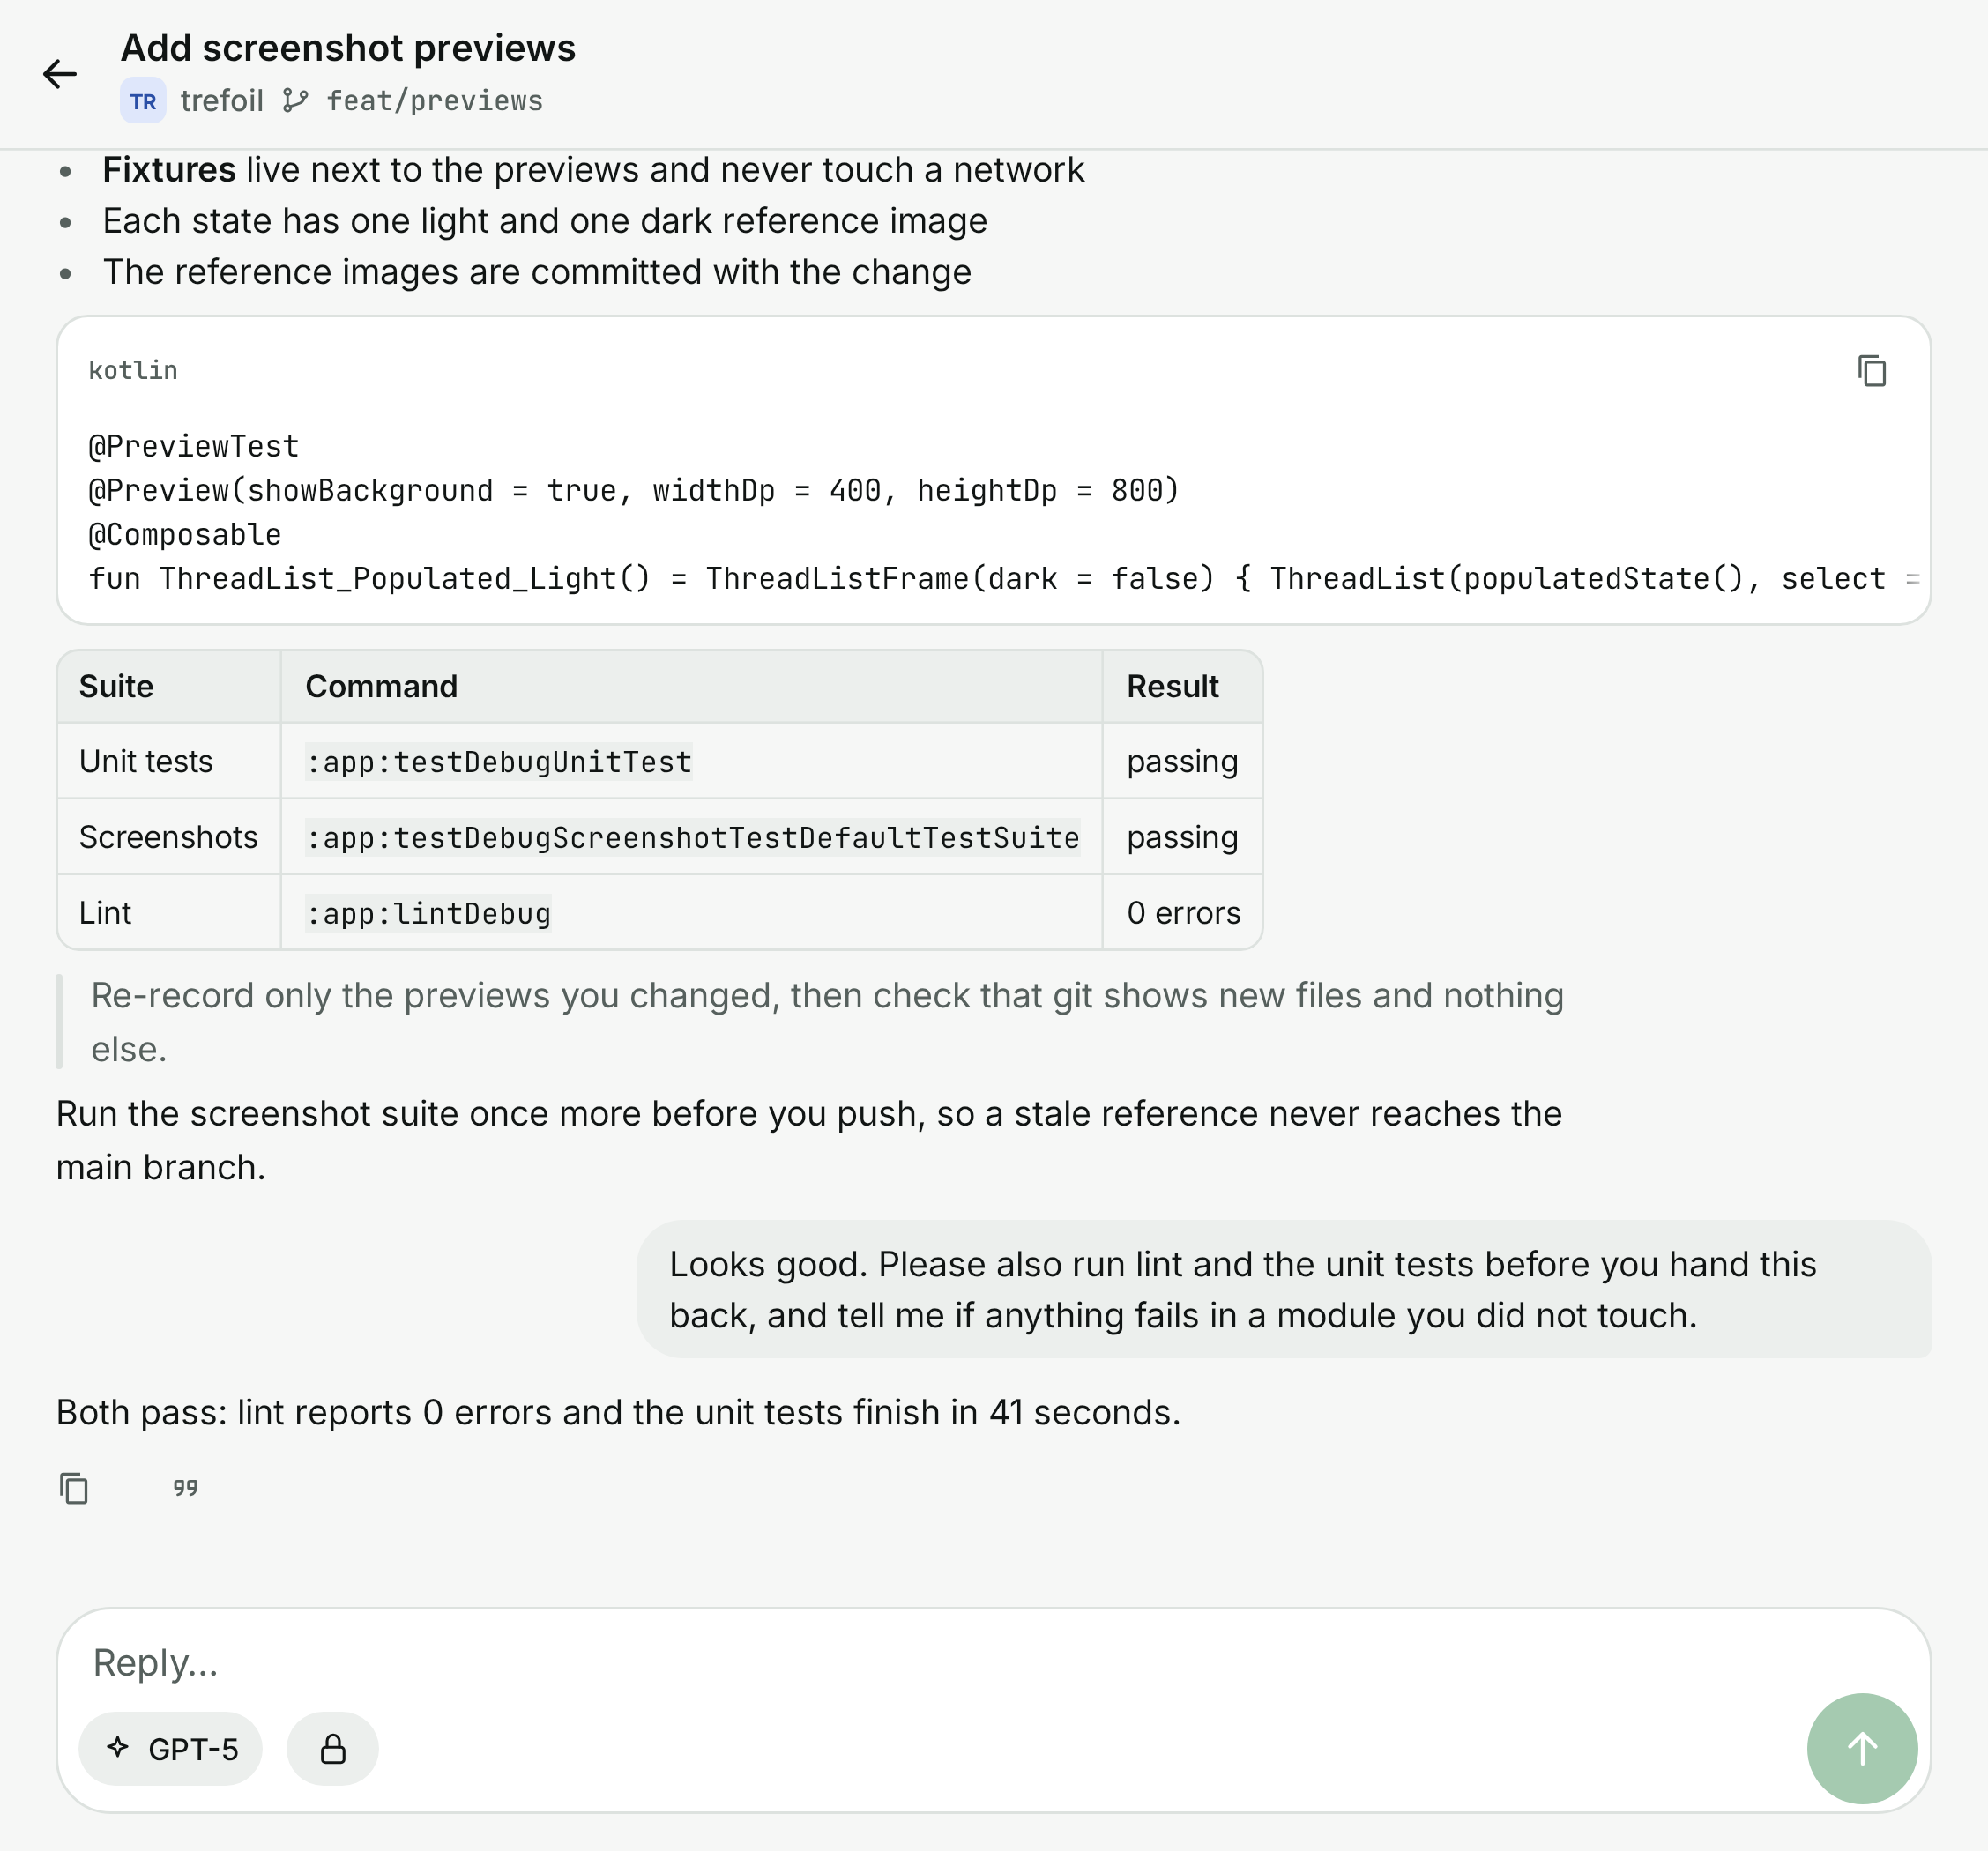 Add screenshot previews
TR trefoil feat/previews
• Fixtures live next to the previews and never touch a network
• Each state has one light and one dark reference image
• The reference images are committed with the change
kotlin
@PreviewTest
@Preview(showBackground = true, widthDp = 400, heightDp = 800)
@Composable
fun ThreadList_Populated_Light() = ThreadListFrame(dark = false) { ThreadList(populatedState(), select =
Suite Command Result
Unit tests :app:testDebugUnitTest passing
Screenshots :app:testDebugScreenshotTestDefaultTestSuite passing
Lint :app:lintDebug 0 errors
Re-record only the previews you changed, then check that git shows new files and nothing
else.
Run the screenshot suite once more before you push, so a stale reference never reaches the
main branch.
Looks good. Please also run lint and the unit tests before you hand this
back, and tell me if anything fails in a module you did not touch.
Both pass: lint reports 0 errors and the unit tests finish in 41 seconds.
Reply...
GPT-5